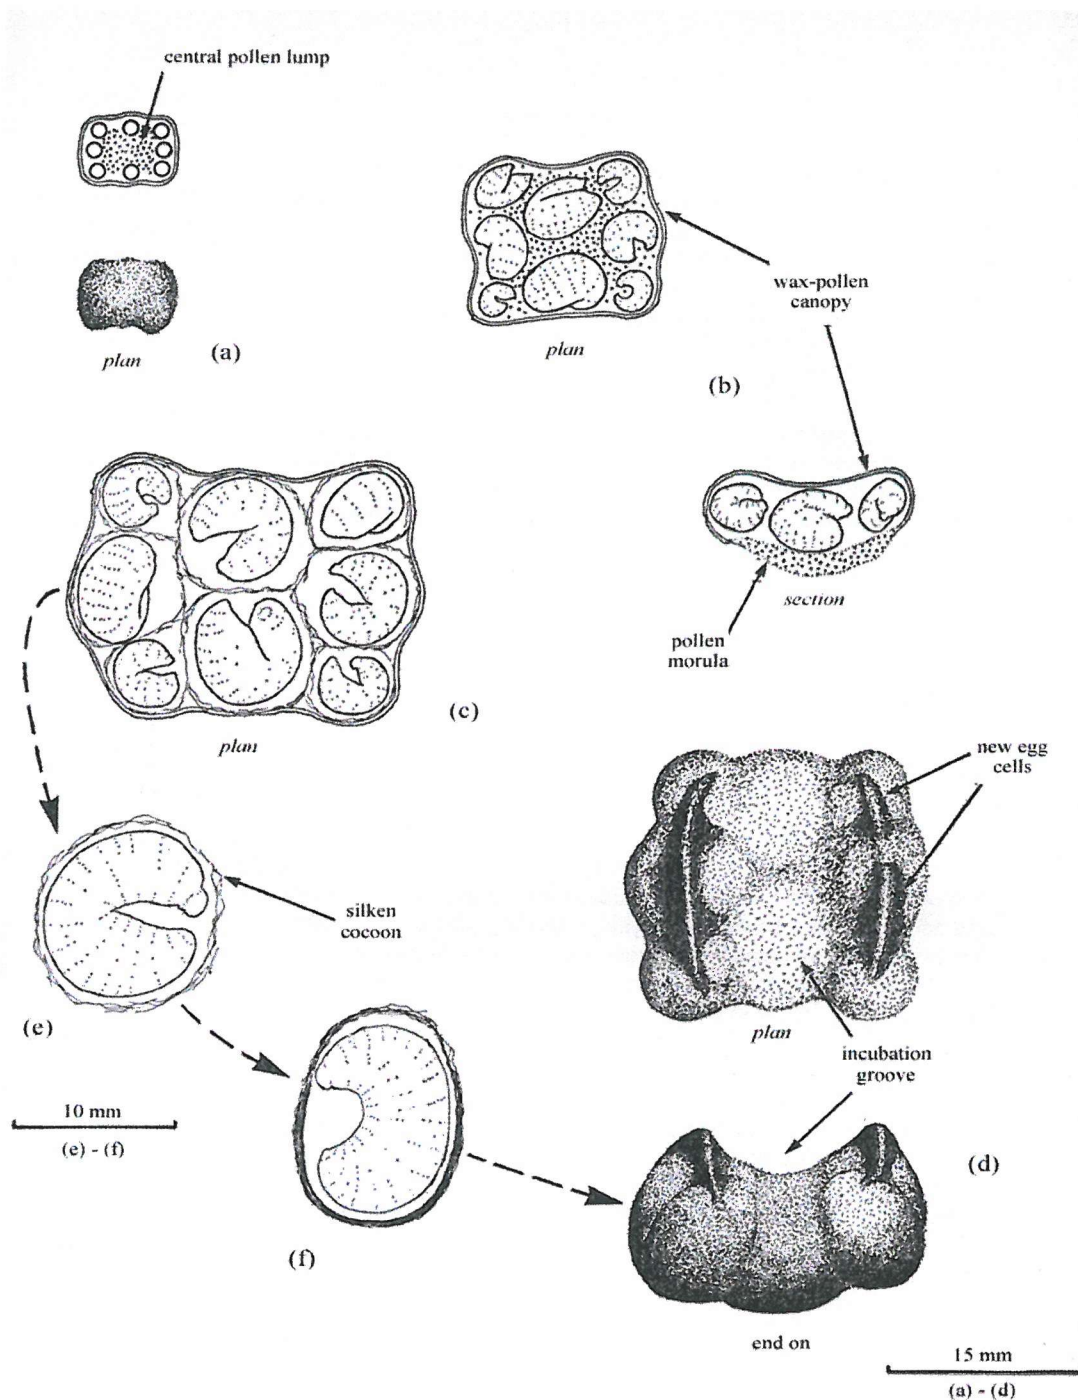 central pollen lump
plan
(a)
plan
(b)
wax-pollen
canopy
section
pollen
morula
(c)
plan
new egg
cells
silken
cocoon
(e)
plan
incubation
groove
10 mm
(e) - (f)
(d)
(f)
end on
15 mm
(a) - (d)